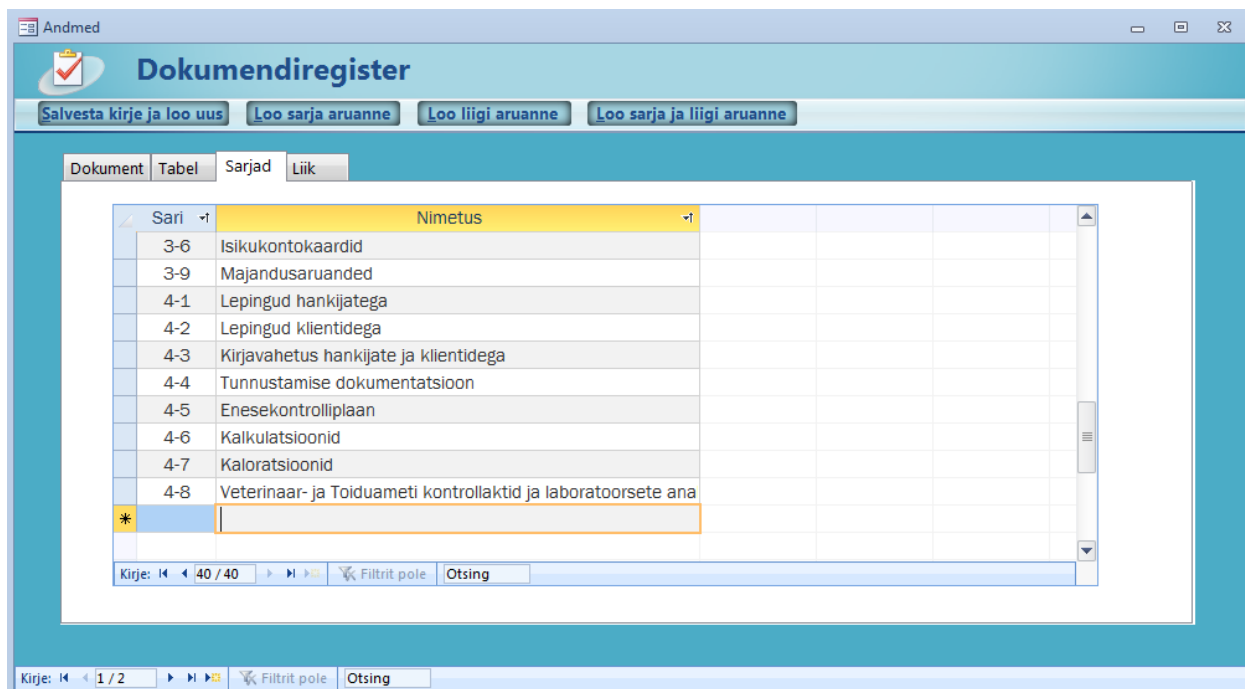 Andmed
Dokumendiregister
Salvesta kirje ja loo uus Loo sarja aruanne Loo liigi aruanne Loo sarja ja liigi aruanne
Dokument Tabel Sarjad Liik
Sari Nimetus
3-6 Isikukontokaardid
3-9 Majandusaruanded
4-1 Lepingud hankijatega
4-2 Lepingud klientidega
4-3 Kirjavahetus hankijate ja klientidega
4-4 Tunnustamise dokumentatsioon
4-5 Enesekontrolliplaan
4-6 Kalkulatsioonid
4-7 Kaloratsioonid
4-8 Veterinaar- ja Toiduameti kontrollaktid ja laboratoorsete ana
Kirje: 40 / 40 Filtrit pole Otsing
Kirje: 1 / 2 Filtrit pole Otsing